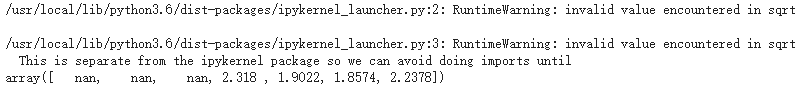 /usr/local/lib/python3.6/dist-packages/ipykernel_launcher.py:2: RuntimeWarning: invalid value encountered in sqrt
/usr/local/lib/python3.6/dist-packages/ipykernel_launcher.py:3: RuntimeWarning: invalid value encountered in sqrt
  This is separate from the ipykernel package so we can avoid doing imports until
array([   nan,    nan,    nan, 2.318 , 1.9022, 1.8574, 2.2378])